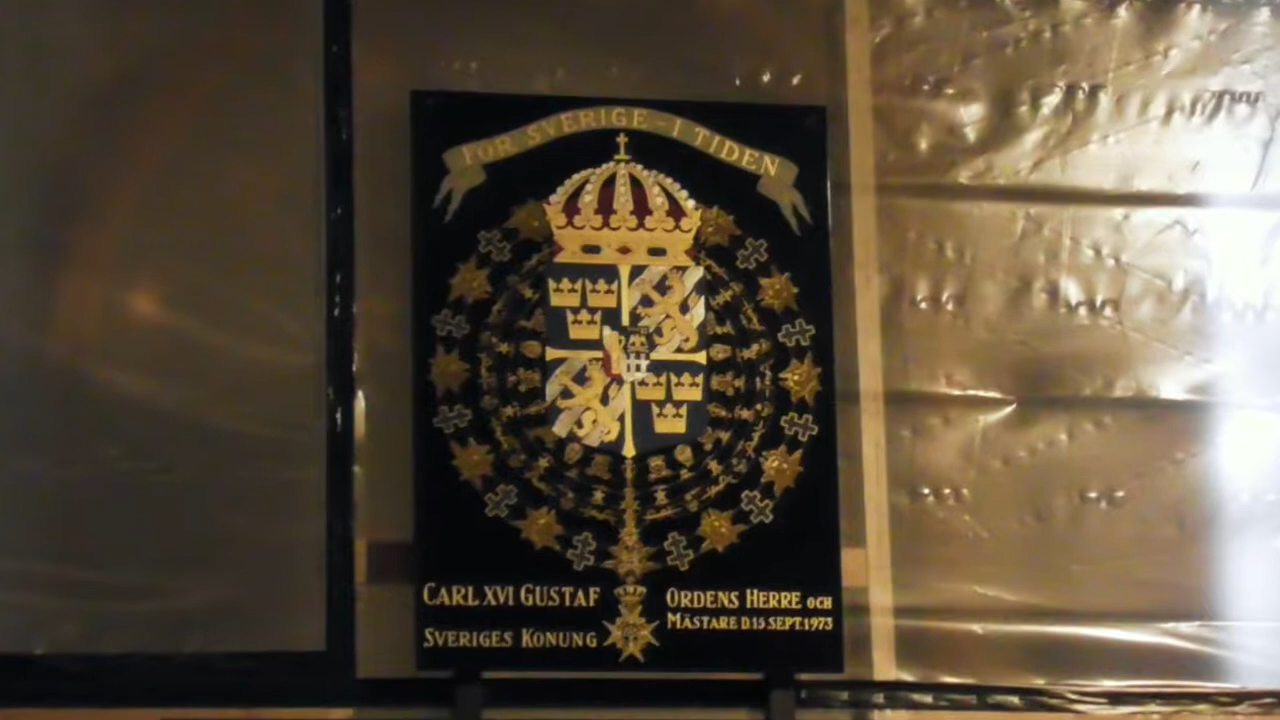 FÖR SVERIGE - I TIDEN
CARL XVI GUSTAF
SVERIGES KONUNG
ORDENS HERRE OCH
MÄSTARE D.15 SEPT.1973